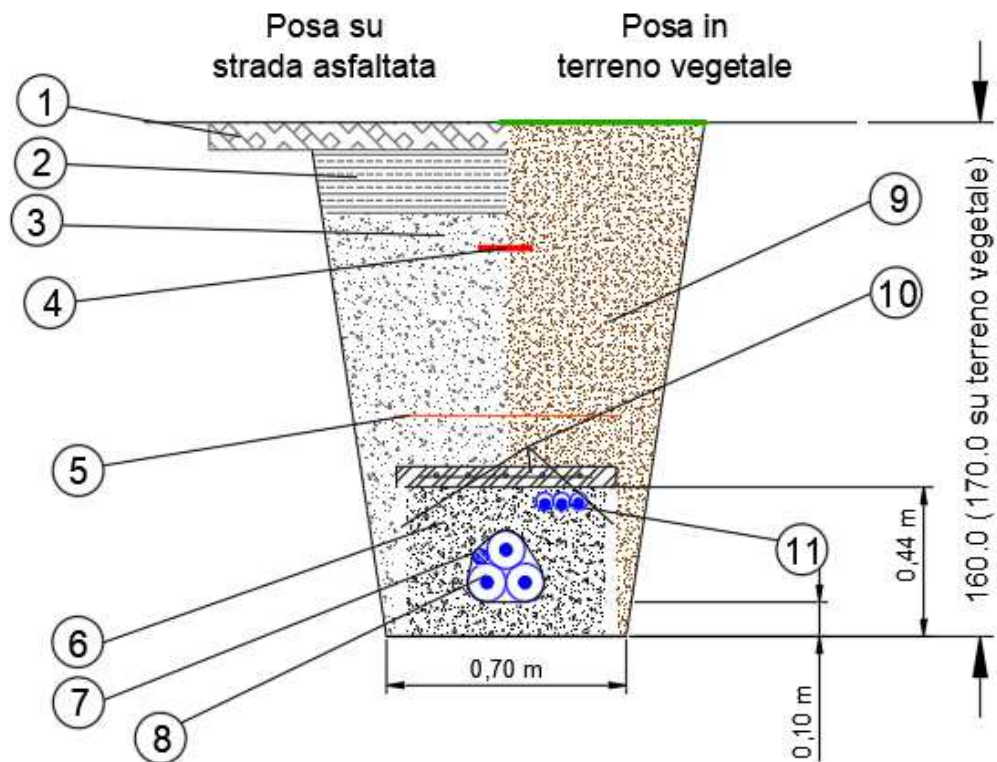 Posa su
strada asfaltata
Posa in
terreno vegetale
1
2
3
4
5
6
7
8
9
10
11
160.0 (170.0 su terreno vegetale)
0,44 m
0,10 m
0,70 m